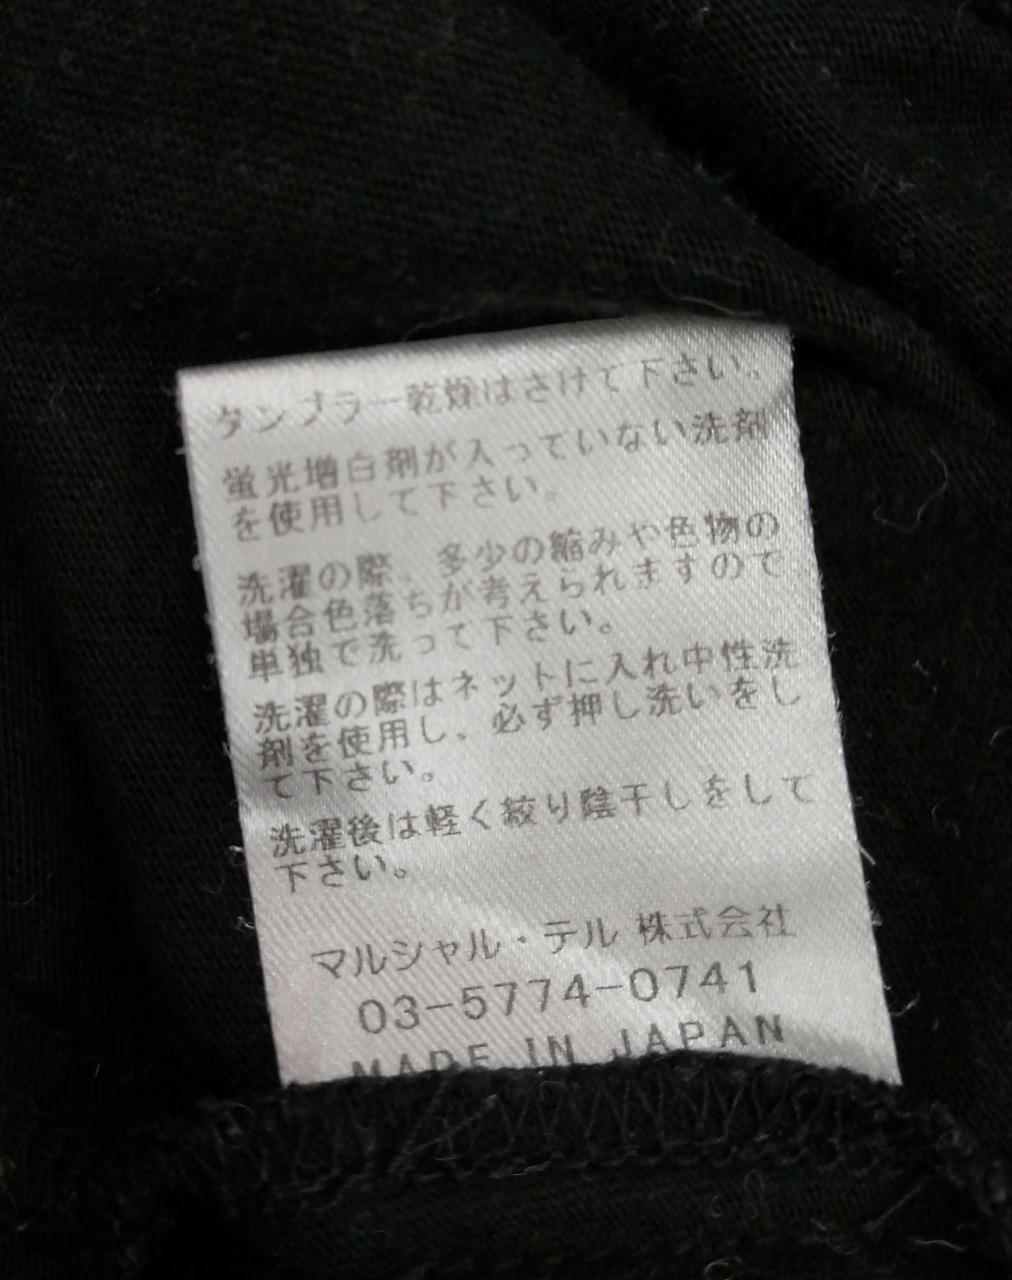 タンブラー乾燥はさけて下さい。
蛍光増白剤が入っていない洗剤
を使用して下さい。
洗濯の際、多少の縮みや色物の
場合色落ちが考えられますので
単独で洗って下さい。
洗濯の際はネットに入れ中性洗
剤を使用し、必ず押し洗いをし
て下さい。
洗濯後は軽く絞り陰干しをして
下さい。
マルシャル・テル 株式会社
03-5774-0741
MADE IN JAPAN